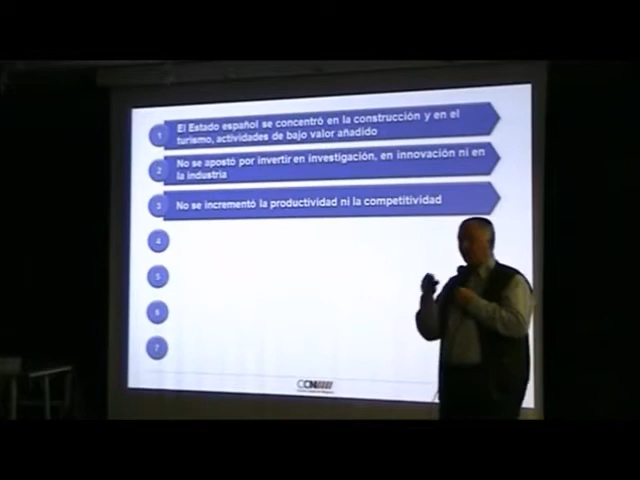 1
El Estado español se concentró en la construcción y en el
turismo, actividades de bajo valor añadido
2
No se apostó por invertir en investigación, en innovación ni en
la industria
3
No se incrementó la productividad ni la competitividad
4
5
6
7
CCN